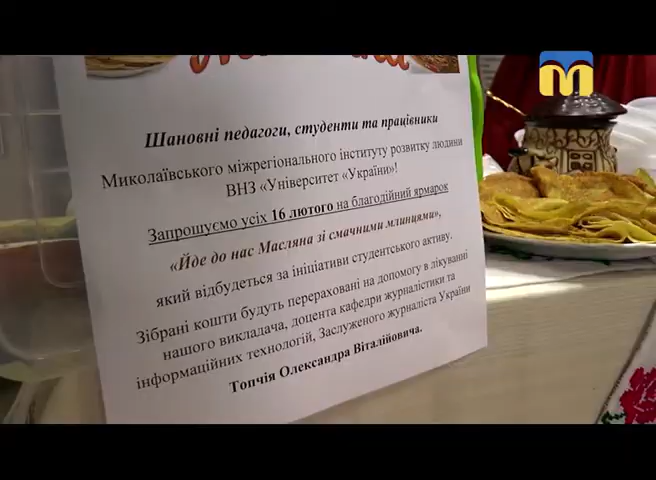 Шановні педагоги, студенти та працівники
Миколаївського міжрегіонального інституту розвитку людини
ВНЗ «Університет «України»!
Запрошуємо усіх 16 лютого на благодійний ярмарок
«Йде до нас Масляна зі смачними млинцями»,
який відбудеться за ініціативи студентського активу.
Зібрані кошти будуть перераховані на допомогу в лікуванні
нашого викладача, доцента кафедри журналістики та
інформаційних технологій, Заслуженого журналіста України
Топчія Олександра Віталійовича.